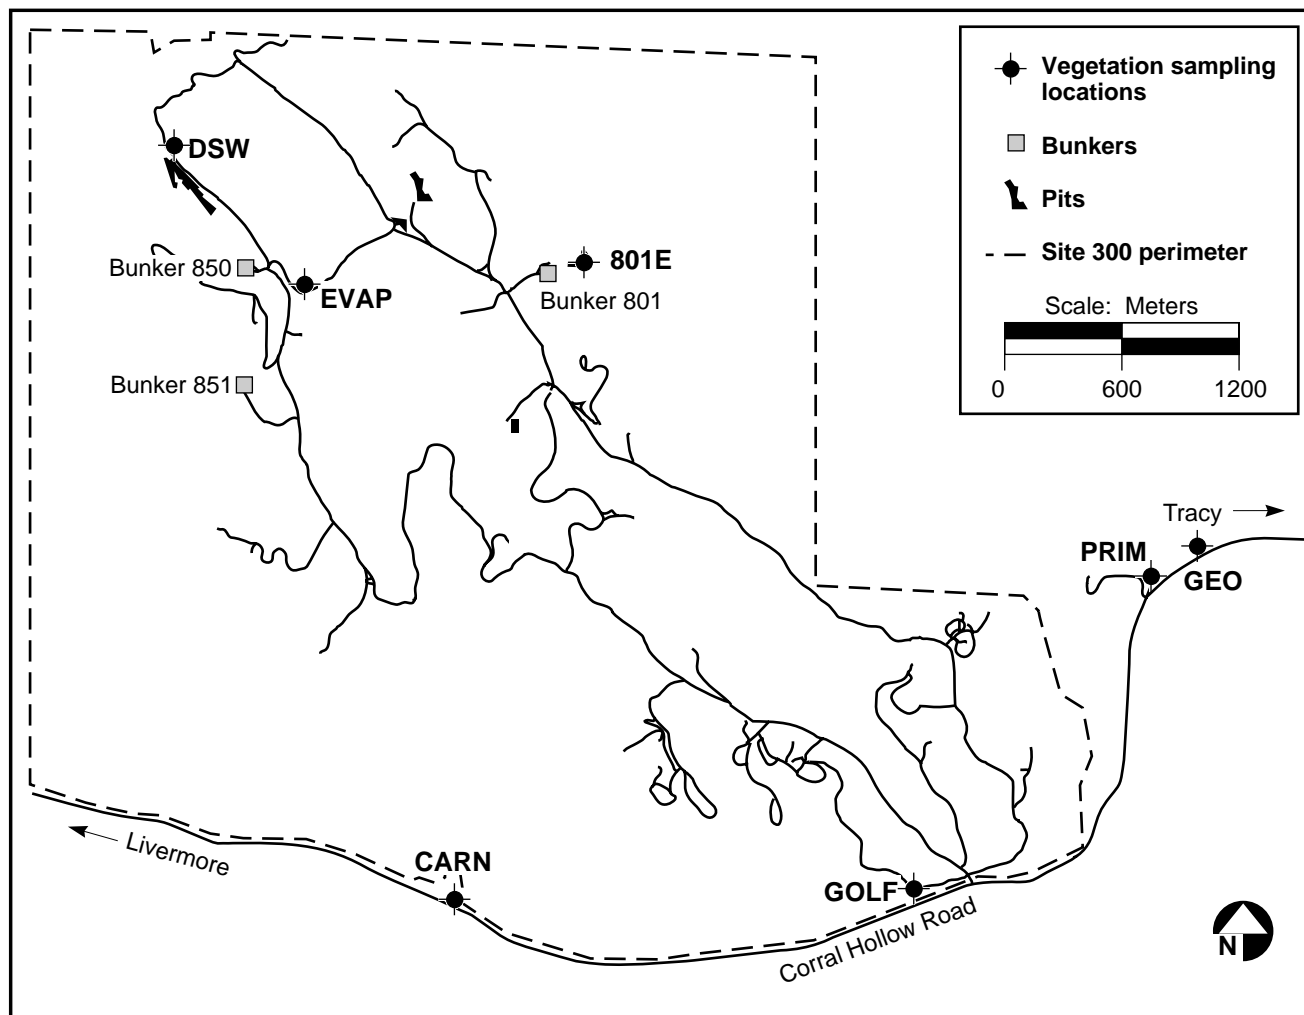 Vegetation sampling
locations
Bunkers
Pits
Site 300 perimeter
Scale: Meters
0 600 1200
DSW
Bunker 850
EVAP
801E
Bunker 801
Bunker 851
Tracy
PRIM
GEO
Livermore
CARN
GOLF
Corral Hollow Road
N